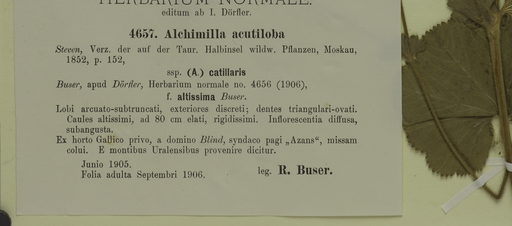 HERBARIUM NORMALE.
editum ab I. Dörfler.
4657. Alchimilla acutiloba
Steven, Verz. der auf der Taur. Halbinsel wildw. Pflanzen, Moskau,
1852, p. 152,
ssp. (A.) catillaris
Buser, apud Dörfler, Herbarium normale no. 4656 (1906),
f. altissima Buser.
Lobi arcuato-subtruncati, exteriores discreti; dentes triangulari-ovati.
Caules altissimi, ad 80 cm elati, rigidissimi. Inflorescentia diffusa,
subangusta.
Ex horto Gallico privo, a domino Blind, syndaco pagi „Azans“, missam
colui. E montibus Uralensibus provenire dicitur.
Junio 1905.
Folia adulta Septembri 1906.
leg. R. Buser.